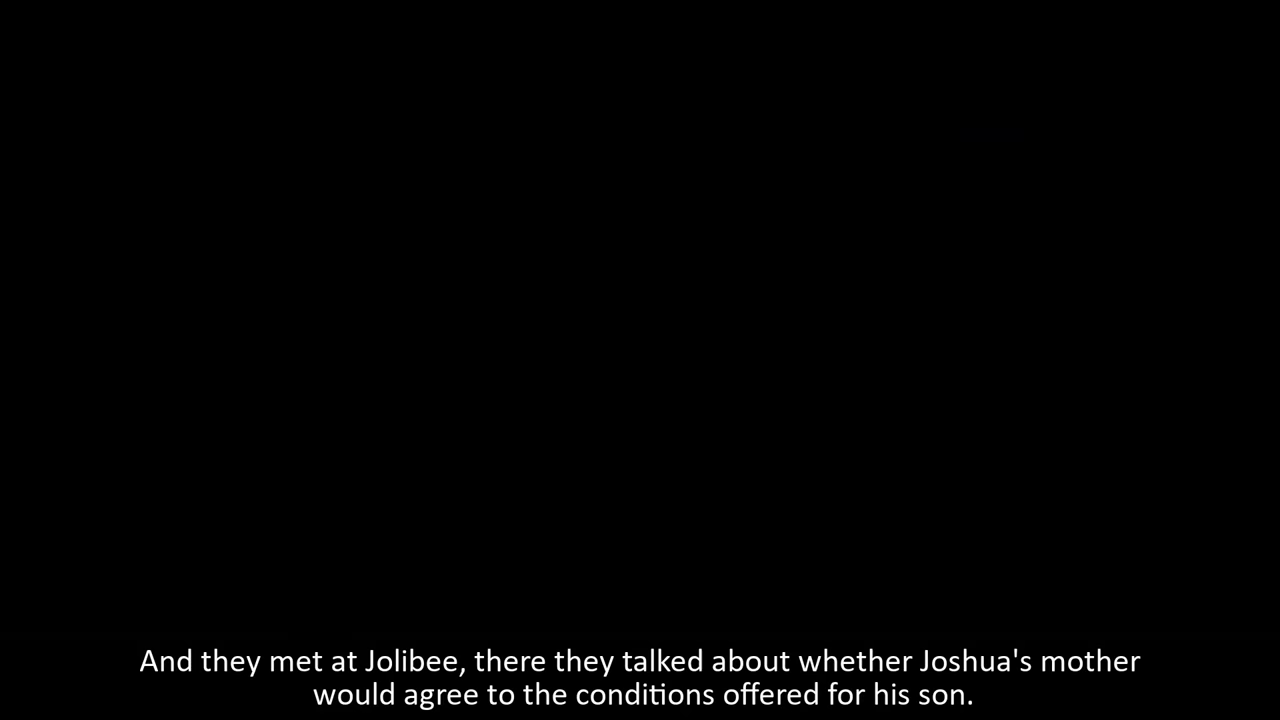 And they met at Jolibee, there they talked about whether Joshua's mother
would agree to the conditions offered for his son.